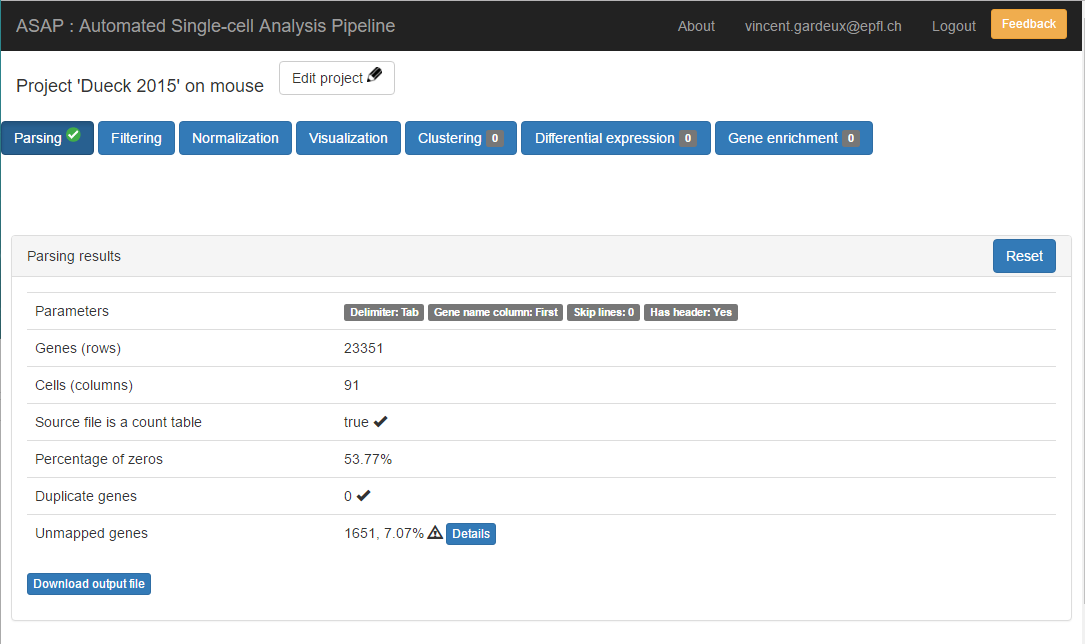 ASAP : Automated Single-cell Analysis Pipeline About vincent.gardeux@epfl.ch Logout Feedback
Project 'Dueck 2015' on mouse Edit project
Parsing Filtering Normalization Visualization Clustering 0 Differential expression 0 Gene enrichment 0
Parsing results Reset
Parameters Delimiter: Tab Gene name column: First Skip lines: 0 Has header: Yes
Genes (rows) 23351
Cells (columns) 91
Source file is a count table true
Percentage of zeros 53.77%
Duplicate genes 0
Unmapped genes 1651, 7.07% Details
Download output file